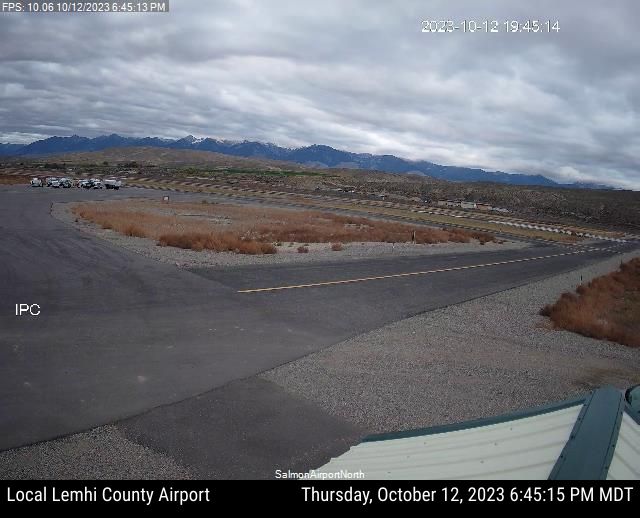 FPS: 10.06 10/12/2023 6:45:13 PM
2023-10-12 19:45:14
IPC
SalmonAirportNorth
Local Lemhi County Airport Thursday, October 12, 2023 6:45:15 PM MDT